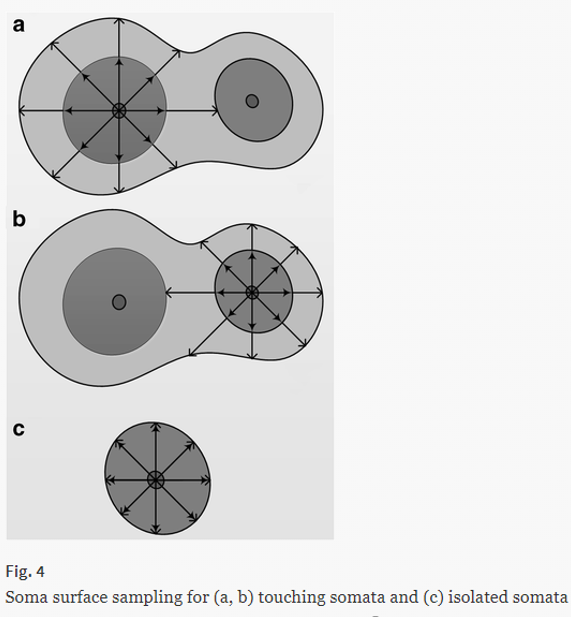 a
b
c
Fig. 4
Soma surface sampling for (a, b) touching somata and (c) isolated somata